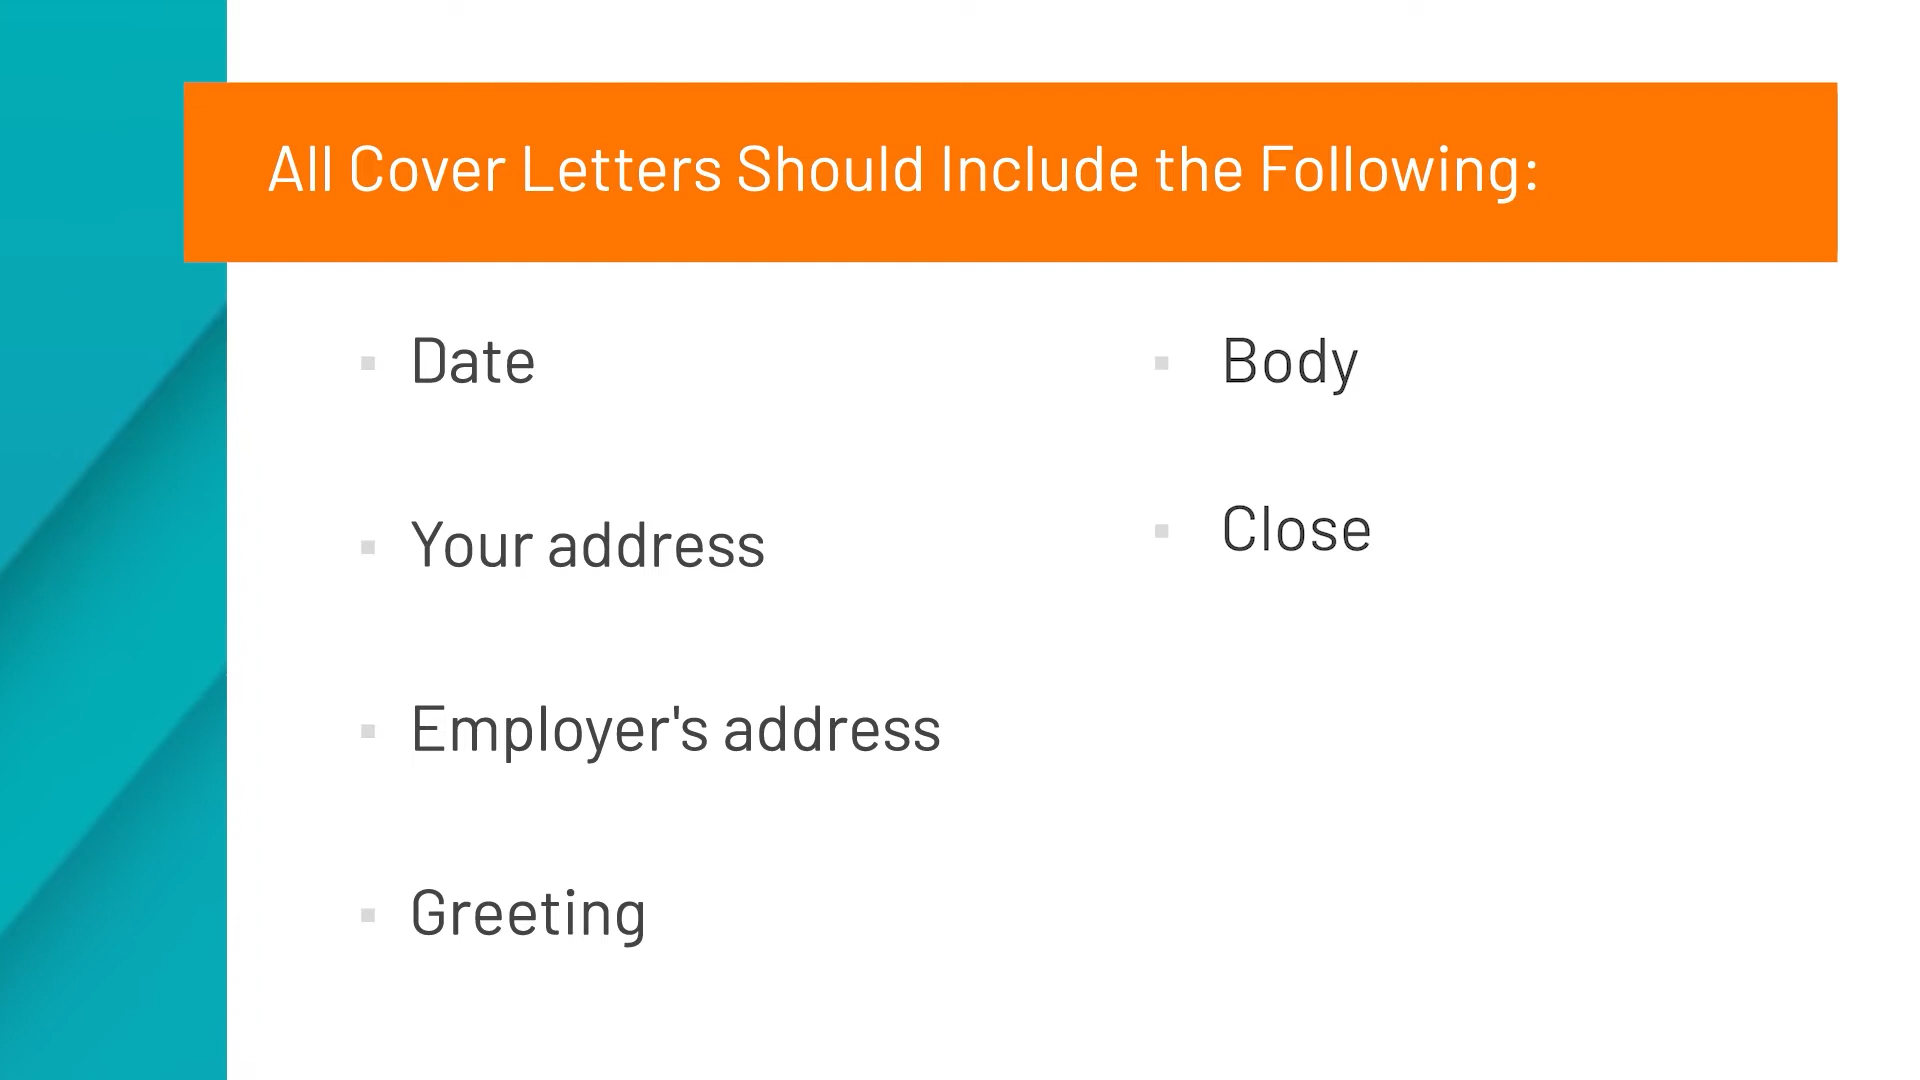 All Cover Letters Should Include the Following:
Date
Your address
Employer's address
Greeting
Body
Close